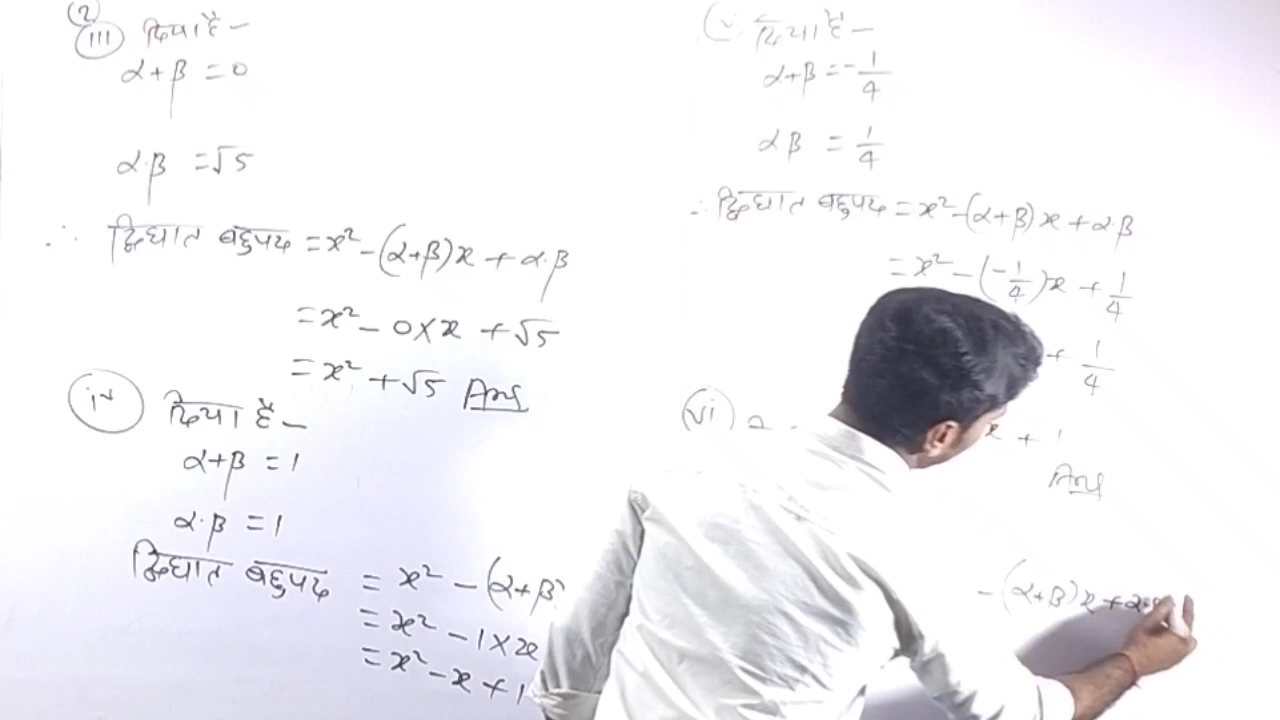 (2)
(iii) दिया है -
α+β = 0
α.β = √5
∴ द्विघात बहुपद = x² - (α+β)x + α.β
= x² - 0×x + √5
= x² + √5 Ans
(iv) दिया है -
α+β = 1
α.β = 1
द्विघात बहुपद = x² - (α+β)
= x² - 1×x
= x² - x + 1
दिया है -
α+β = -1/4
αβ = 1/4
∴ द्विघात बहुपद = x² - (α+β)x + α.β
= x² - (-1/4)x + 1/4
+ 1/4
x + 1
Ans
(vi)
- (α+β)x + α